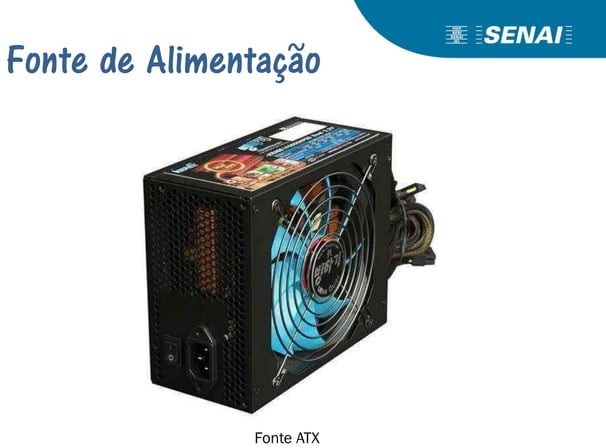 SENAI
Fonte de Alimentação
Fonte ATX